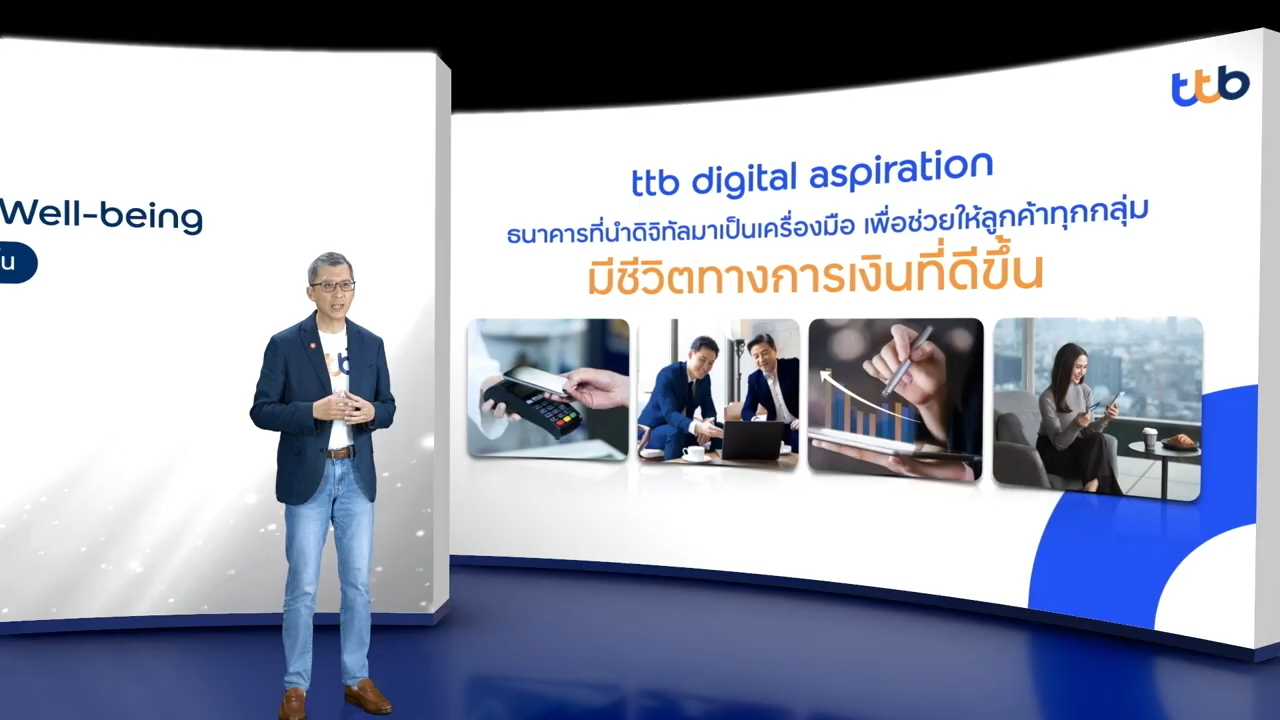 Well-being
ttb
ttb digital aspiration
ธนาคารที่นำดิจิทัลมาเป็นเครื่องมือ เพื่อช่วยให้ลูกค้าทุกกลุ่ม
มีชีวิตทางการเงินที่ดีขึ้น